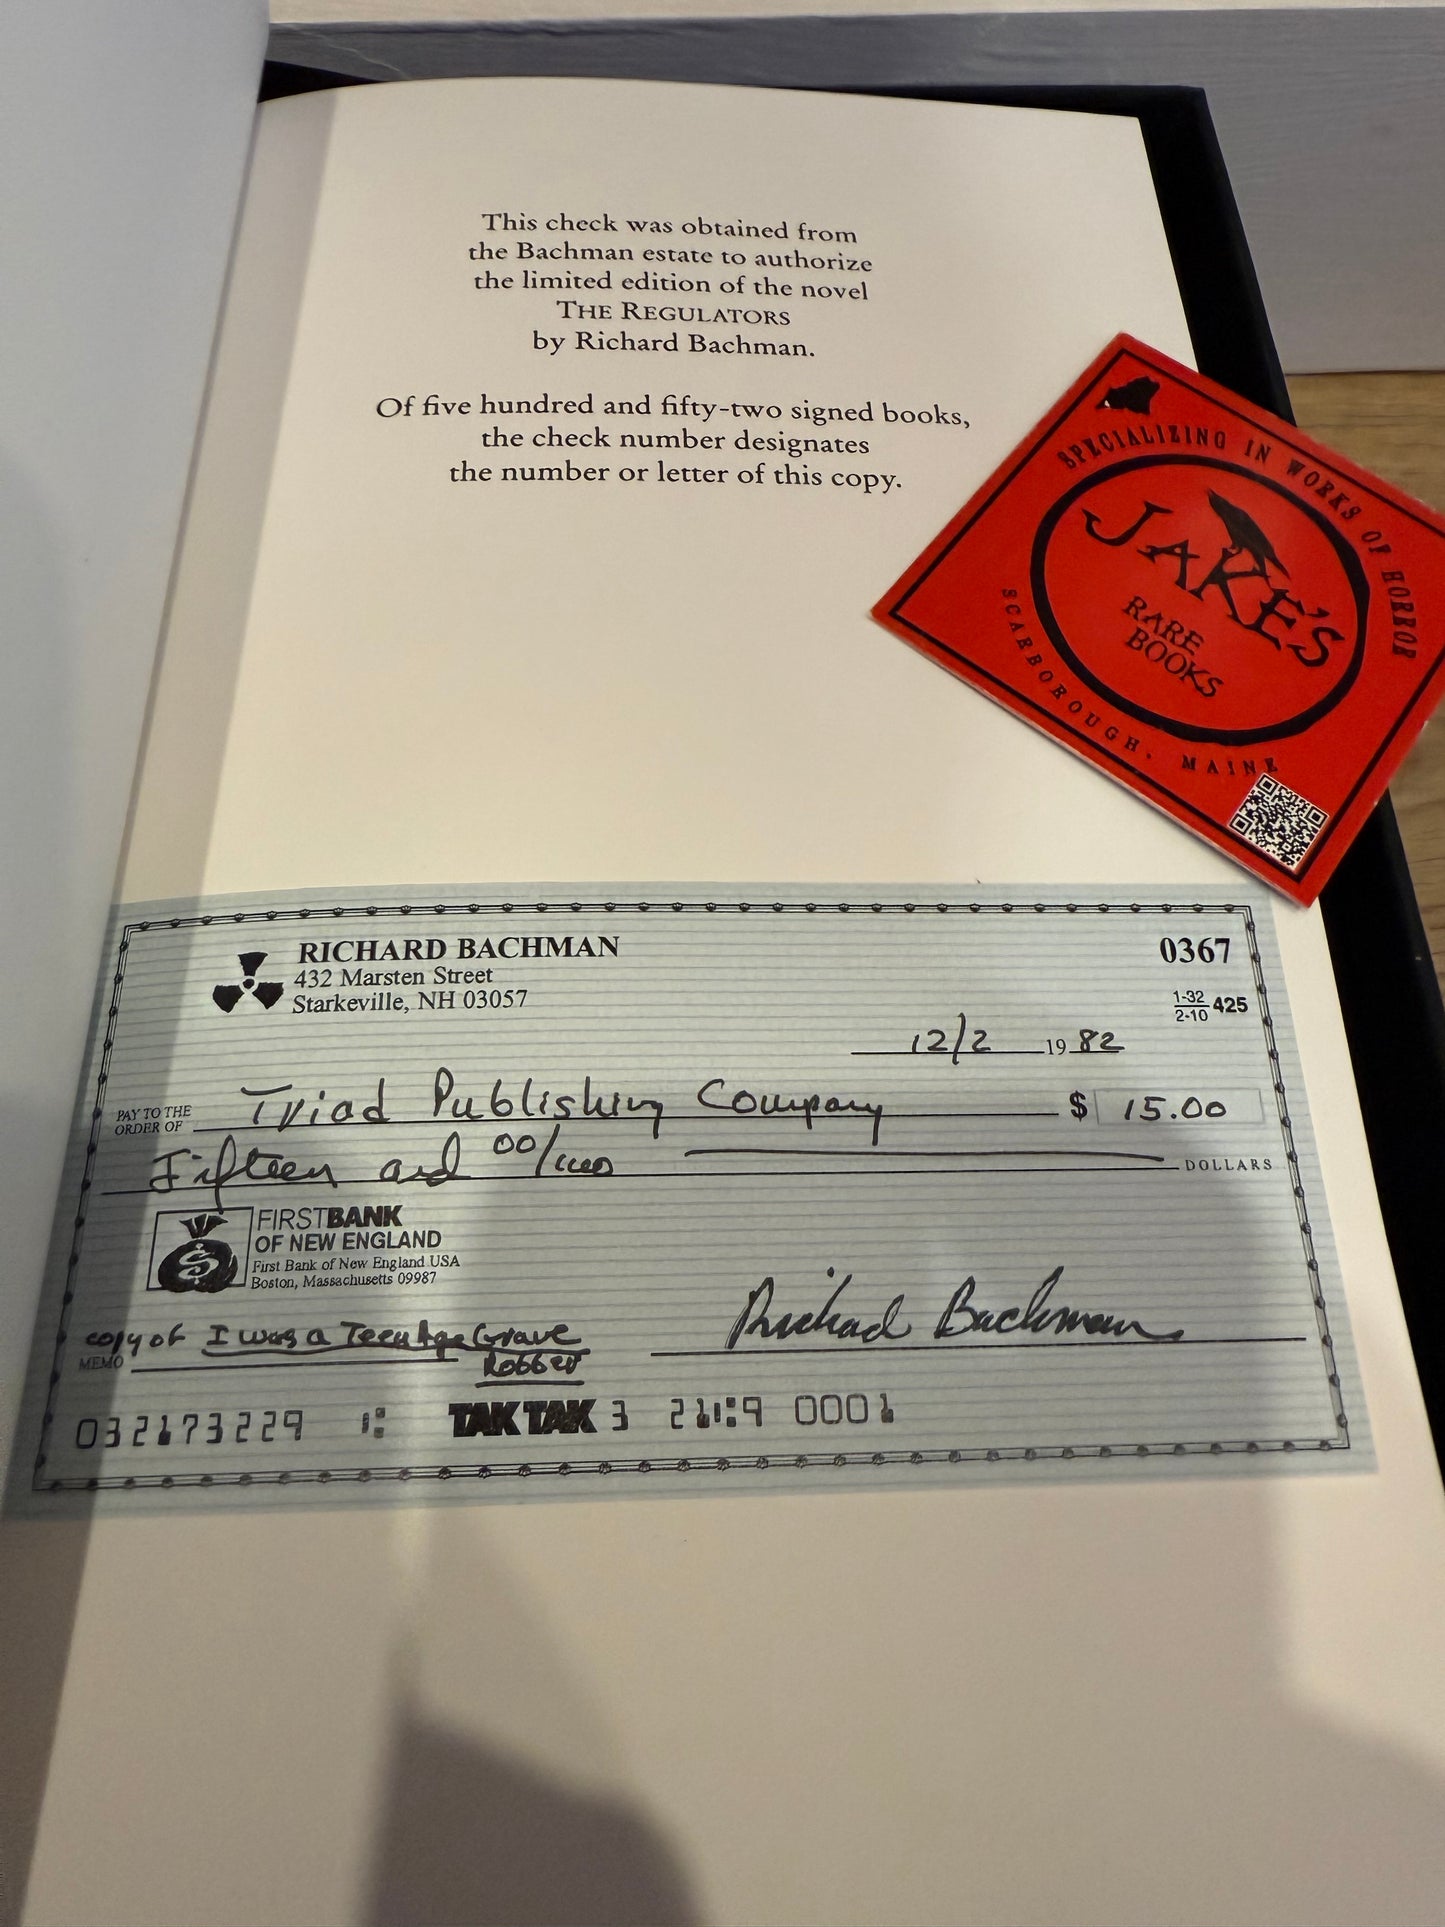 This check was obtained from
the Bachman estate to authorize
the limited edition of the novel
THE REGULATORS
by Richard Bachman.
Of five hundred and fifty-two signed books,
the check number designates
the number or letter of this copy.
SPECIALIZING IN WORKS OF HORROR
JAKE'S
RARE
BOOKS
SCARBOROUGH, MAINE
RICHARD BACHMAN
0367
432 Marsten Street
Starkeville, NH 03057
1-32
2-10 425
12/2 19 82
PAY TO THE
ORDER OF Triad Publishing Company $ 15.00
Fifteen and 00/ DOLLARS
FIRSTBANK
OF NEW ENGLAND
First Bank of New England USA
Boston, Massachusetts 09987
Richard Bachman
copy of I was a Teen Age Grave
MEMO Robber
032173229 TAK TAK 3 21 9 0001